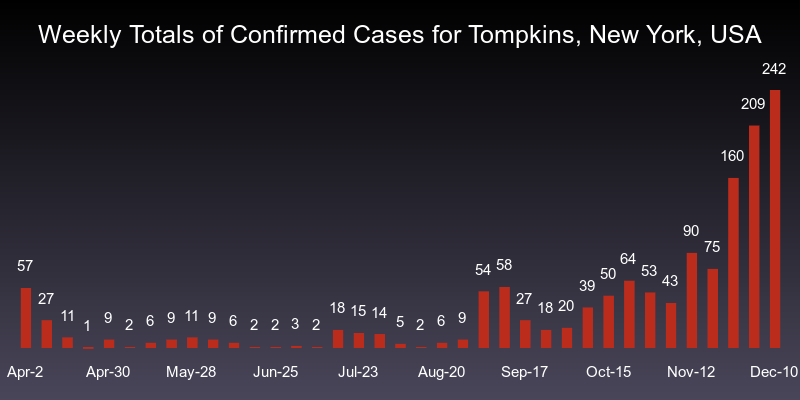 Weekly Totals of Confirmed Cases for Tompkins, New York, USA
57 27 11 1 9 2 6 9 11 9 6 2 2 3 2 18 15 14 5 2 6 9 54 58 27 18 20 39 50 64 53 43 90 75 160 209 242
Apr-2 Apr-30 May-28 Jun-25 Jul-23 Aug-20 Sep-17 Oct-15 Nov-12 Dec-10